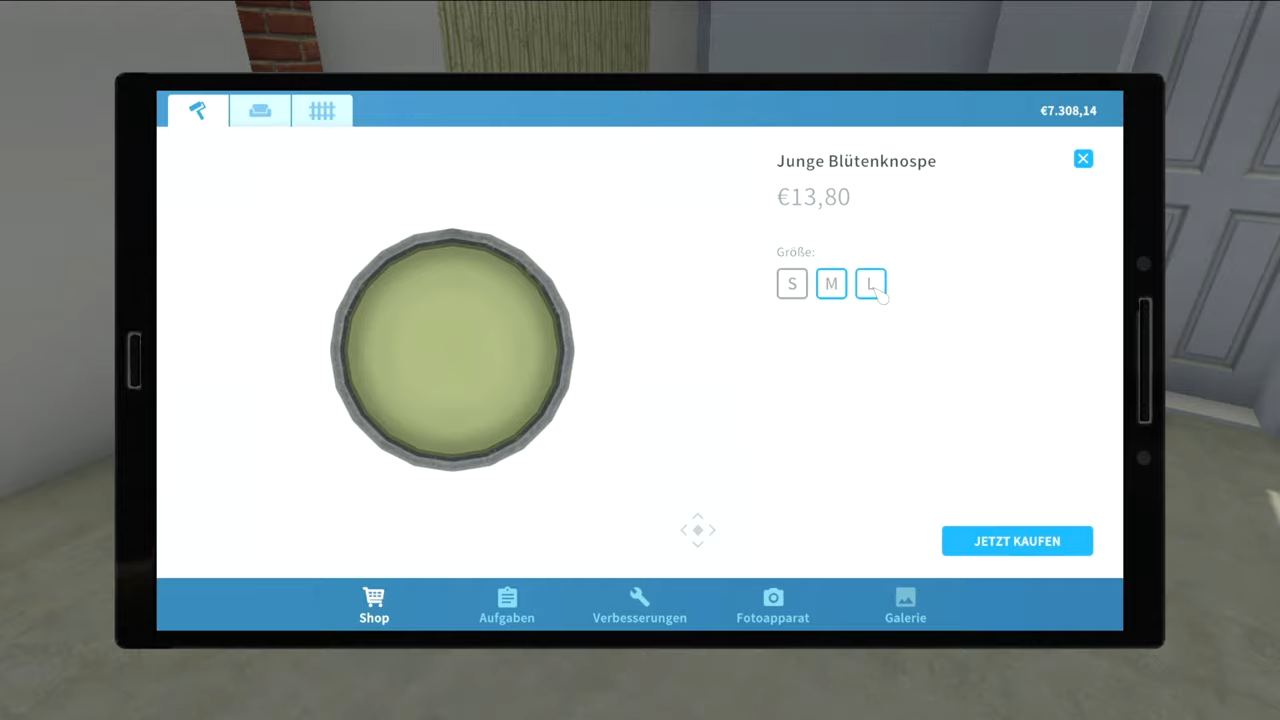 €7.308,14
Junge Blütenknospe
€13,80
Größe:
S M L
JETZT KAUFEN
Shop Aufgaben Verbesserungen Fotoapparat Galerie